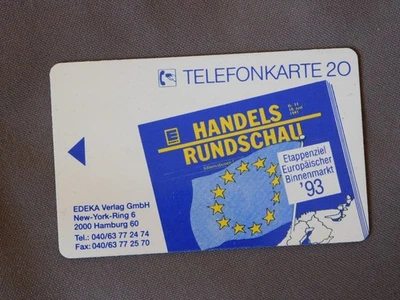 TELEFONKARTE 20
HANDELS
RUNDSCHAU
Etappenziel
Europäischer
Binnenmarkt
'93
EDEKA Verlag GmbH
New-York-Ring 6
2000 Hamburg 60
Tel.: 040/63 77 24 74
Fax: 040/63 77 25 70